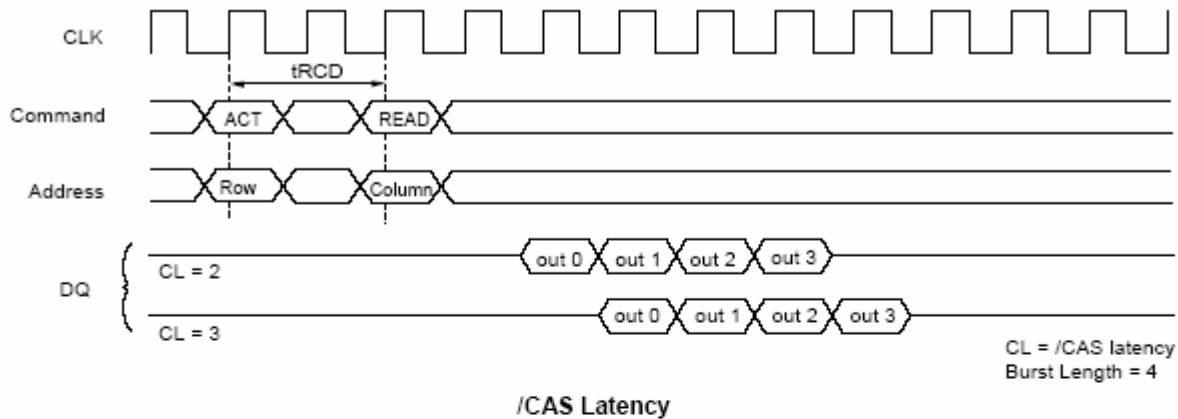 CLK
tRCD
Command ACT READ
Address Row Column
DQ
CL = 2 out 0 out 1 out 2 out 3
CL = 3 out 0 out 1 out 2 out 3
CL = /CAS latency
Burst Length = 4
/CAS Latency